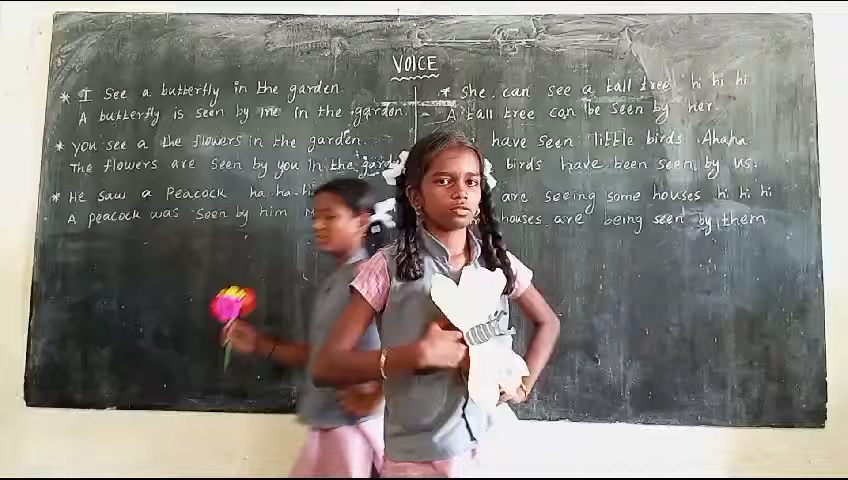 VOICE
* I See a butterfly in the garden.
A butterfly is seen by me in the garden.
* you see a the flowers in the garden.
The flowers are seen by you in the garden
* He saw a Peacock ha-ha-hi
A peacock was seen by him
* She can see a tall tree hi hi hi
A tall tree can be seen by her.
have seen little birds Ahaha
birds have been seen by us.
are seeing some houses hi hi hi
houses are being seen by them